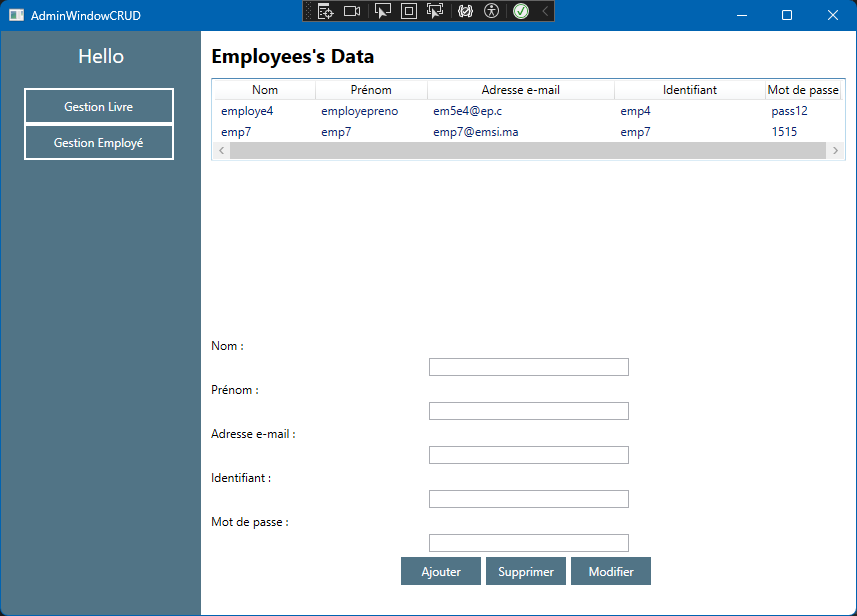 AdminWindowCRUD
Hello
Gestion Livre
Gestion Employé
Employees's Data
Nom Prénom Adresse e-mail Identifiant Mot de passe
employe4 employepreno em5e4@ep.c emp4 pass12
emp7 emp7 emp7@emsi.ma emp7 1515
Nom :
Prénom :
Adresse e-mail :
Identifiant :
Mot de passe :
Ajouter Supprimer Modifier